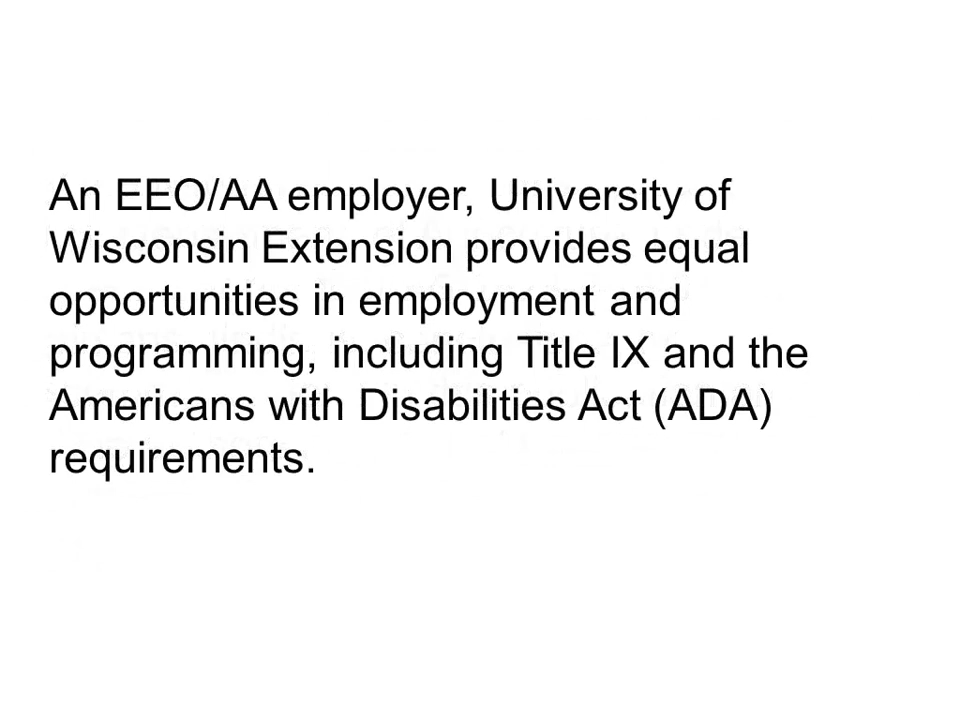 An EEO/AA employer, University of
Wisconsin Extension provides equal
opportunities in employment and
programming, including Title IX and the
Americans with Disabilities Act (ADA)
requirements.